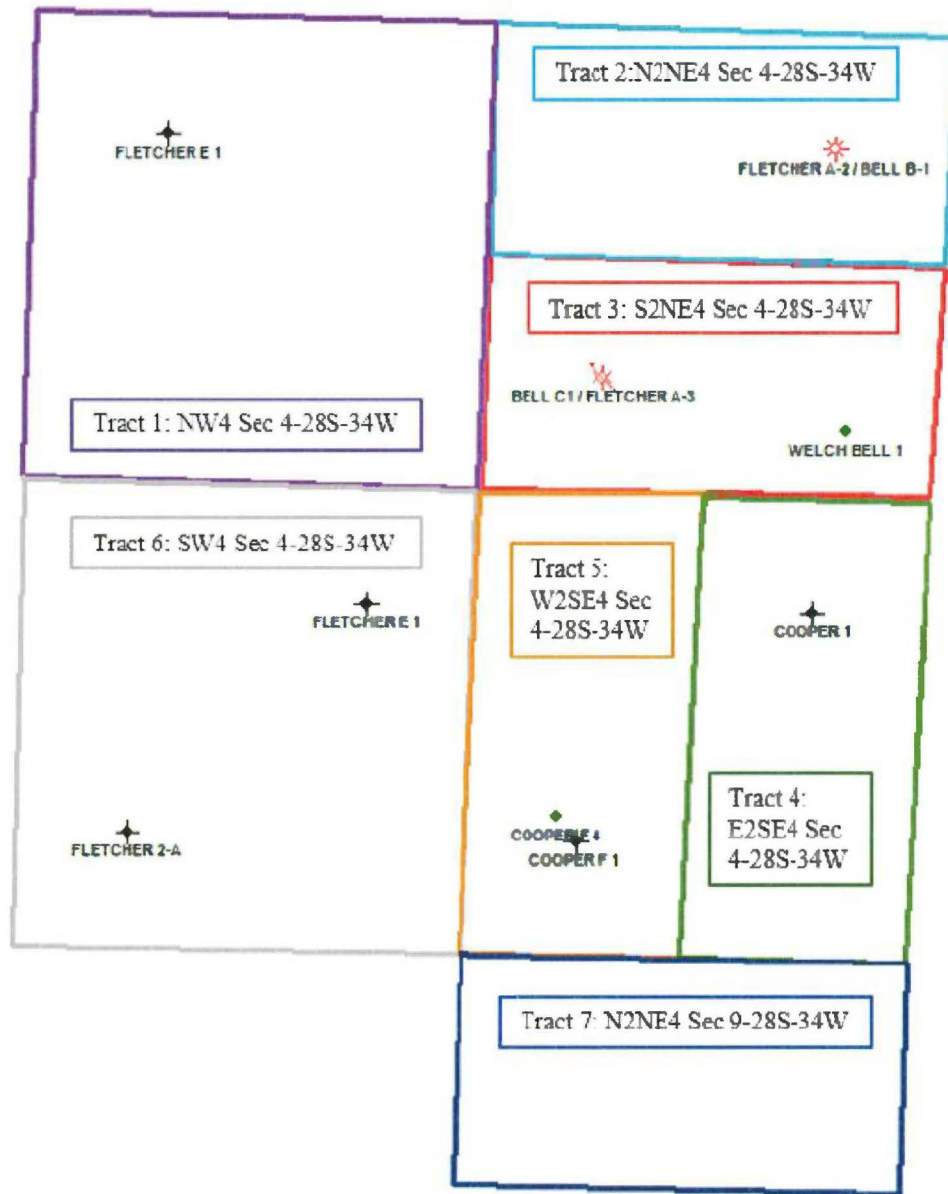 Tract 2:N2NE4 Sec 4-28S-34W
FLETCHER E 1
FLETCHER A-2 / BELL B-1
Tract 3: S2NE4 Sec 4-28S-34W
BELL C1 / FLETCHER A-3
Tract 1: NW4 Sec 4-28S-34W
WELCH BELL 1
Tract 6: SW4 Sec 4-28S-34W
Tract 5:
W2SE4 Sec
4-28S-34W
FLETCHER E 1
COOPER 1
Tract 4:
E2SE4 Sec
4-28S-34W
FLETCHER 2-A
COOPER F 1
Tract 7: N2NE4 Sec 9-28S-34W